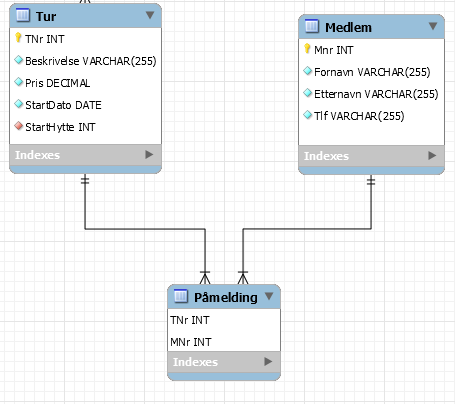 Tur
TNr INT
Beskrivelse VARCHAR(255)
Pris DECIMAL
StartDato DATE
StartHytte INT
Indexes
Medlem
Mnr INT
Fornavn VARCHAR(255)
Etternavn VARCHAR(255)
Tlf VARCHAR(255)
Indexes
Påmelding
TNr INT
MNr INT
Indexes